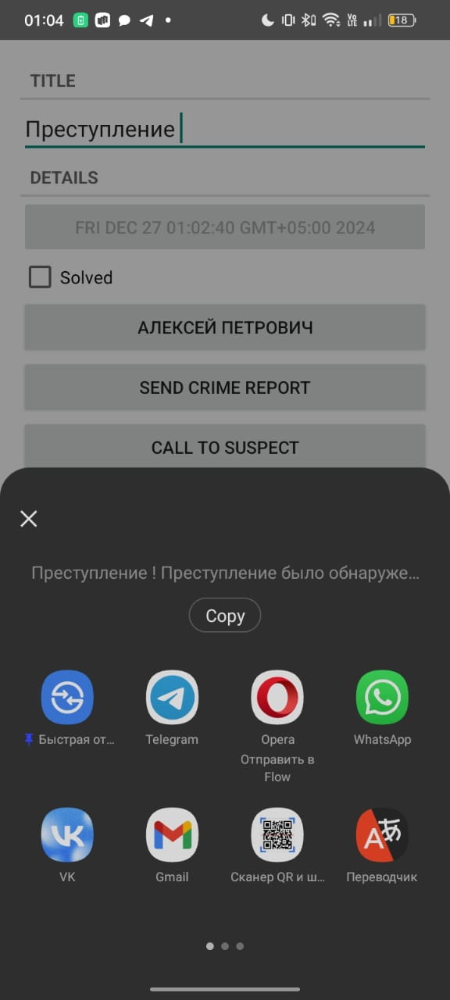 01:04
Vo
LTE
18
TITLE
Преступление
DETAILS
FRI DEC 27 01:02:40 GMT+05:00 2024
Solved
АЛЕКСЕЙ ПЕТРОВИЧ
SEND CRIME REPORT
CALL TO SUSPECT
Преступление ! Преступление было обнаруже...
Copy
Быстрая от...
Telegram
Opera
WhatsApp
Отправить в
Flow
VK
Gmail
Сканер QR и ш...
Переводчик